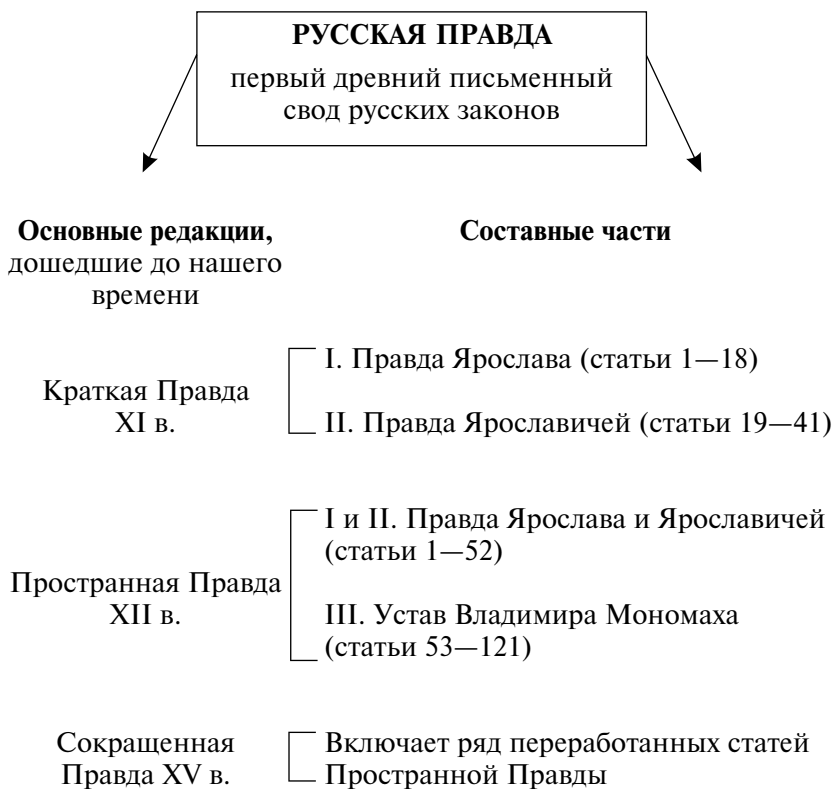 РУССКАЯ ПРАВДА
первый древний письменный
свод русских законов
Основные редакции,
дошедшие до нашего
времени
Составные части
Краткая Правда
XI в.
I. Правда Ярослава (статьи 1—18)
II. Правда Ярославичей (статьи 19—41)
Пространная Правда
XII в.
I и II. Правда Ярослава и Ярославичей
(статьи 1—52)
III. Устав Владимира Мономаха
(статьи 53—121)
Сокращенная
Правда XV в.
Включает ряд переработанных статей
Пространной Правды